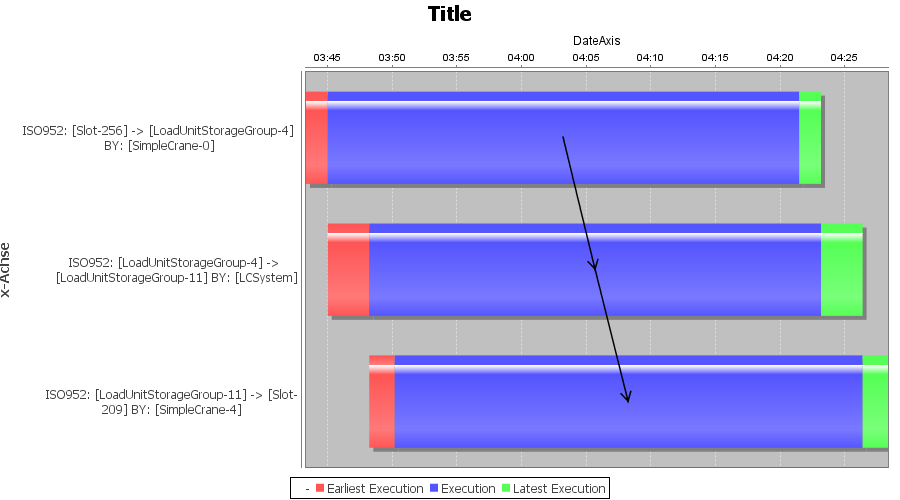 Title
DateAxis
03:45 03:50 03:55 04:00 04:05 04:10 04:15 04:20 04:25
x-Achse
ISO952: [Slot-256] -> [LoadUnitStorageGroup-4]
BY: [SimpleCrane-0]
ISO952: [LoadUnitStorageGroup-4] ->
[LoadUnitStorageGroup-11] BY: [LCSystem]
ISO952: [LoadUnitStorageGroup-11] -> [Slot-
209] BY: [SimpleCrane-4]
- Earliest Execution Execution Latest Execution